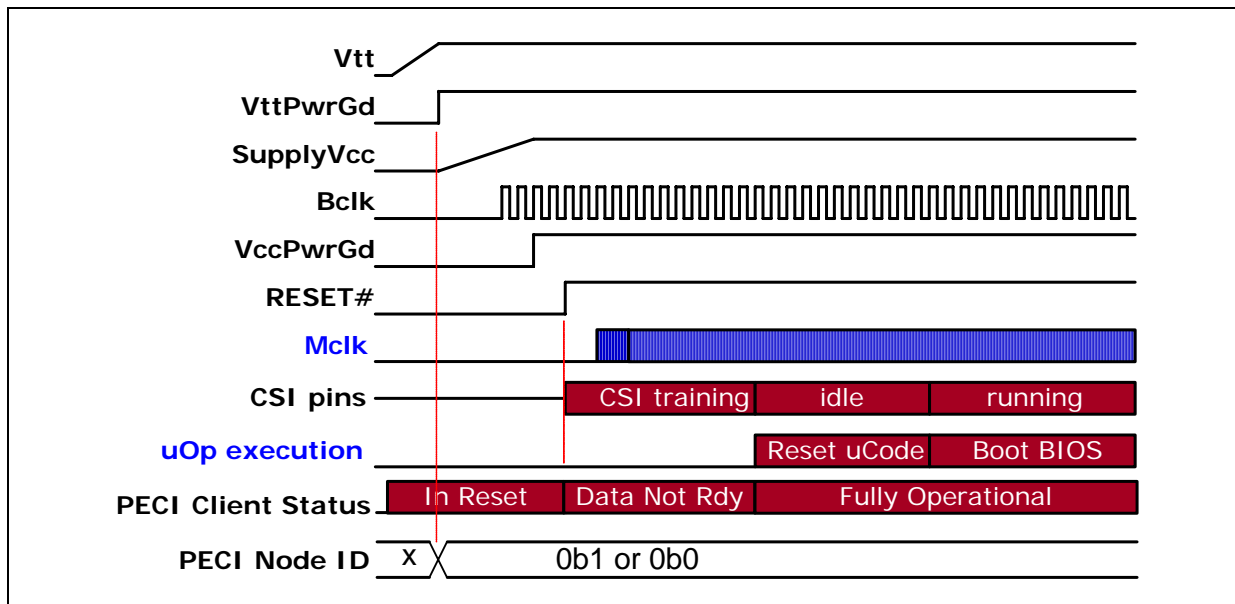 Vtt
VttPwrGd
SupplyVcc
Bclk
VccPwrGd
RESET#
Mclk
CSI pins CSI training idle running
uOp execution Reset uCode Boot BIOS
PECI Client Status In Reset Data Not Rdy Fully Operational
PECI Node ID x 0b1 or 0b0